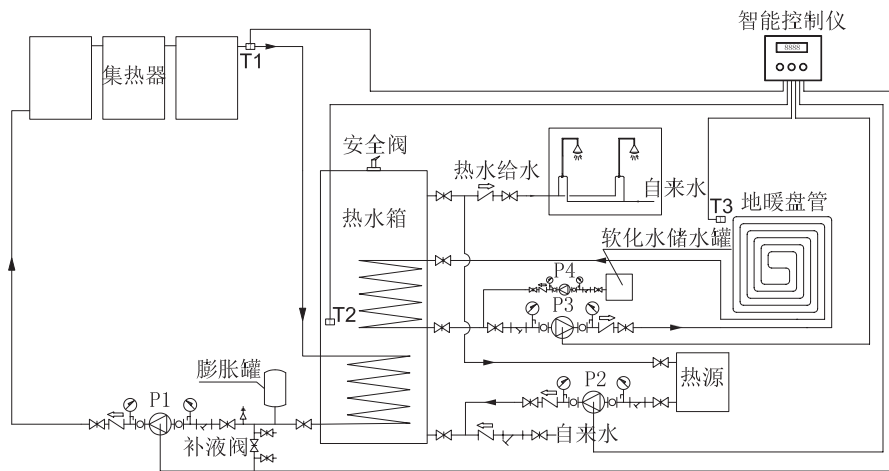 智能控制仪
8888
集热器
T1
安全阀
热水给水
自来水
T3
地暖盘管
热水箱
软化水储水罐
P4
P3
T2
膨胀罐
P1
P2
热源
补液阀
自来水